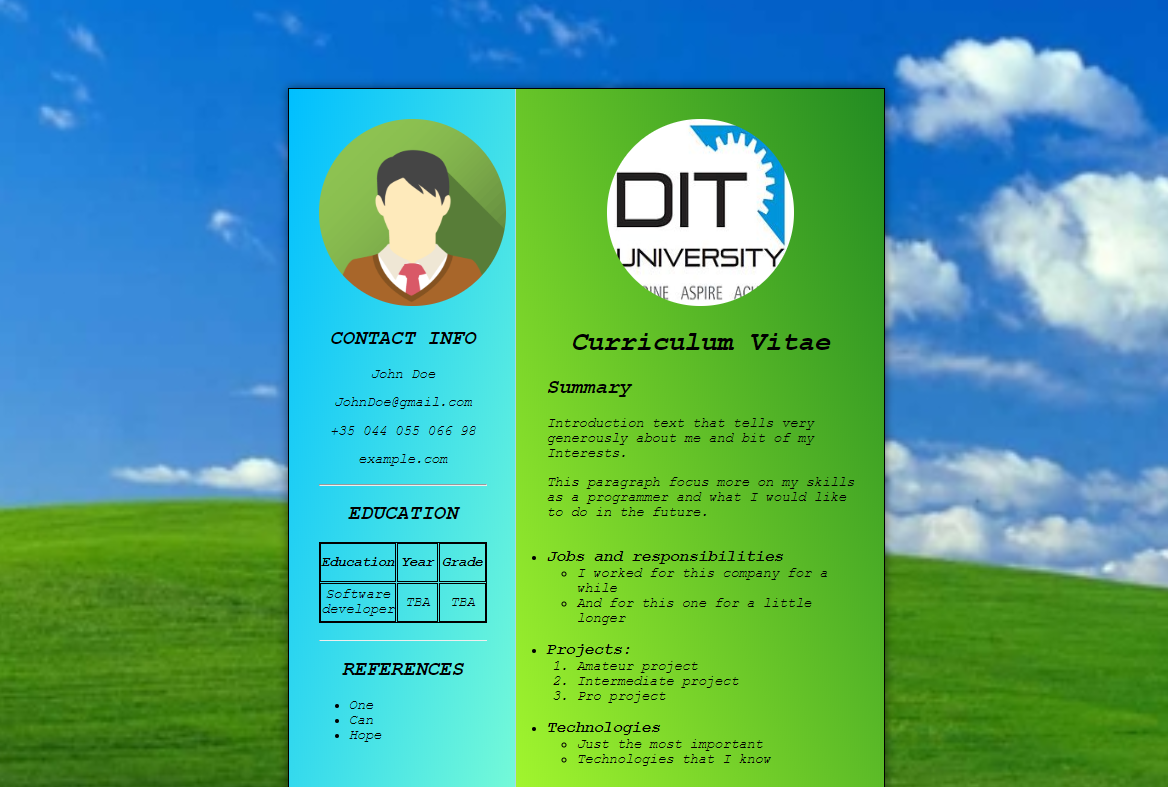 CONTACT INFO
John Doe
JohnDoe@gmail.com
+35 044 055 066 98
example.com
EDUCATION
Education Year Grade
Software developer TBA TBA
REFERENCES
One
Can
Hope
DIT
UNIVERSITY
ASPIRE
Curriculum Vitae
Summary
Introduction text that tells very
generously about me and bit of my
Interests.
This paragraph focus more on my skills
as a programmer and what I would like
to do in the future.
Jobs and responsibilities
I worked for this company for a
while
And for this one for a little
longer
Projects:
1. Amateur project
2. Intermediate project
3. Pro project
Technologies
Just the most important
Technologies that I know